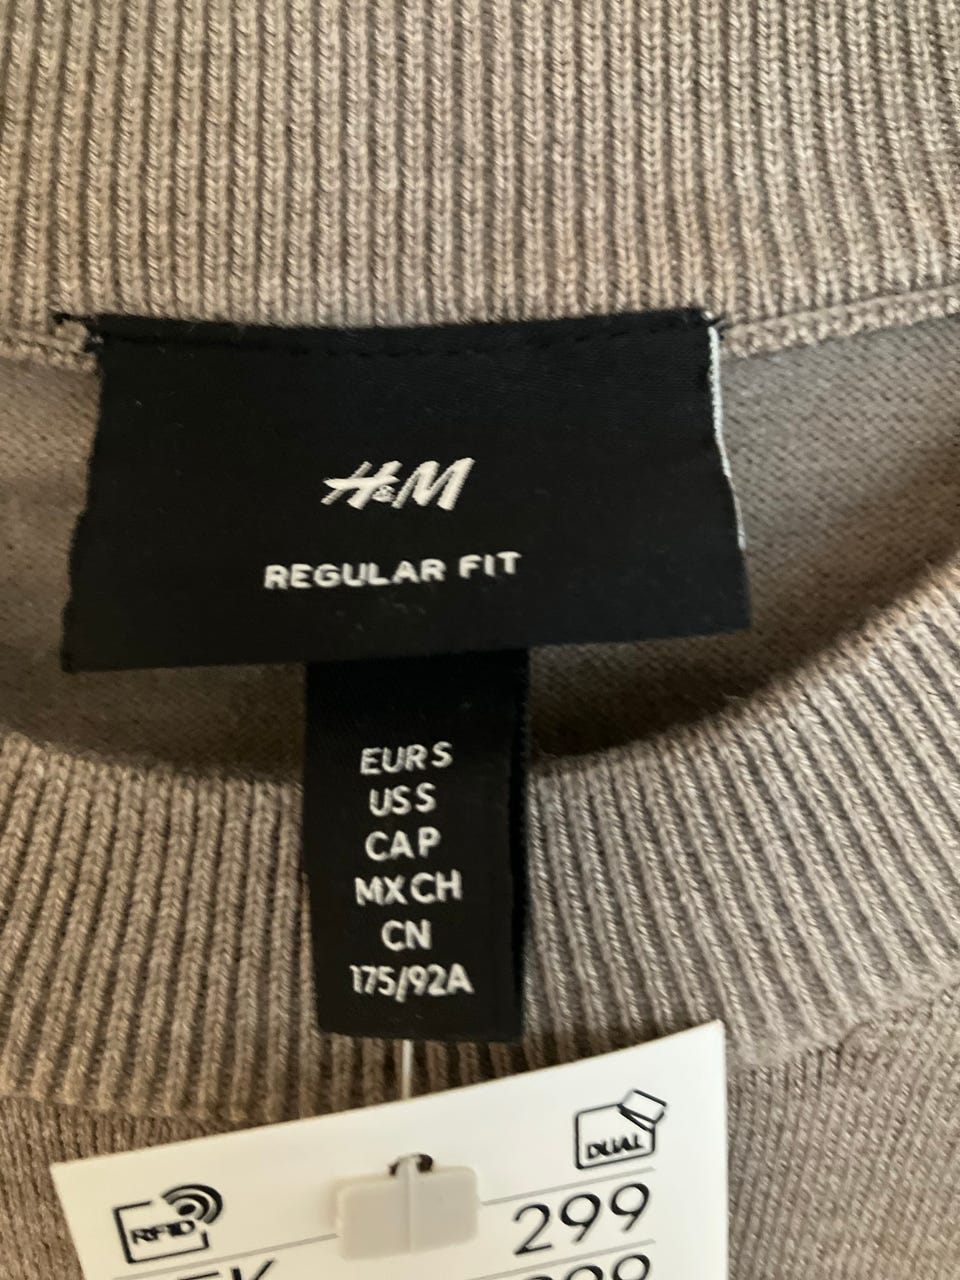 H&M
REGULAR FIT
EUR S
US S
CA P
MX CH
CN
175/92A
DUAL
RFID
299